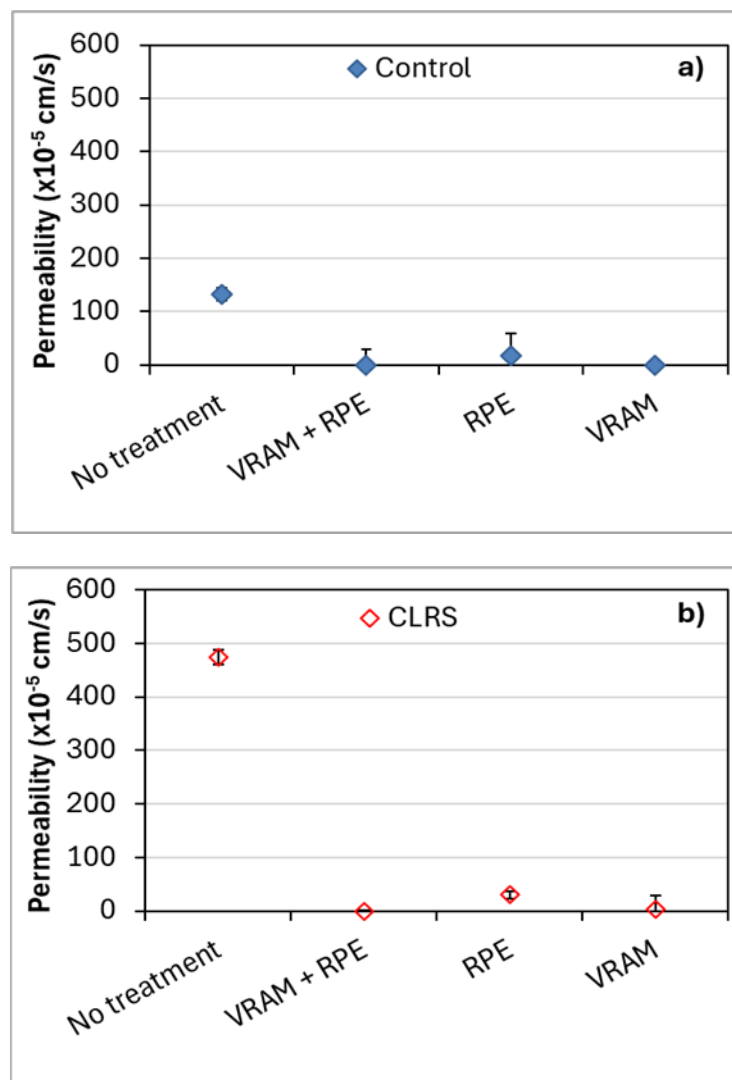 600
500
400
300
200
100
0
Permeability (x10⁻⁵ cm/s)
Control
a)
No treatment
VRAM + RPE
RPE
VRAM
600
500
400
300
200
100
0
Permeability (x10⁻⁵ cm/s)
CLRS
b)
No treatment
VRAM + RPE
RPE
VRAM